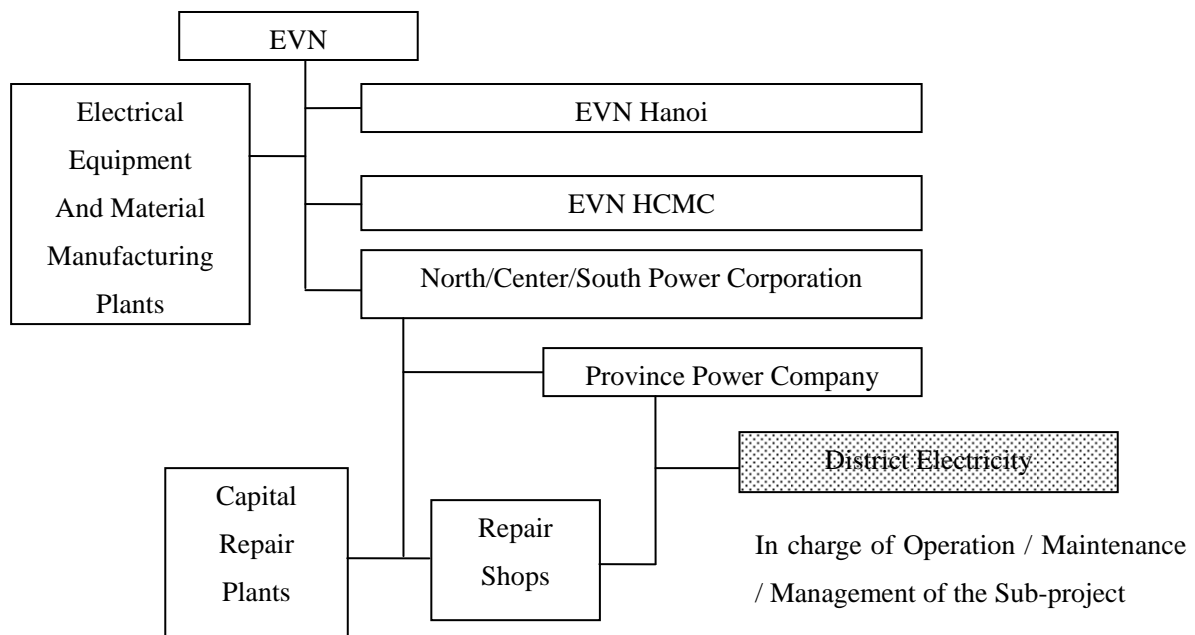 EVN
Electrical
Equipment
And Material
Manufacturing
Plants
EVN Hanoi
EVN HCMC
North/Center/South Power Corporation
Province Power Company
District Electricity
Capital
Repair
Plants
Repair
Shops
In charge of Operation / Maintenance
/ Management of the Sub-project